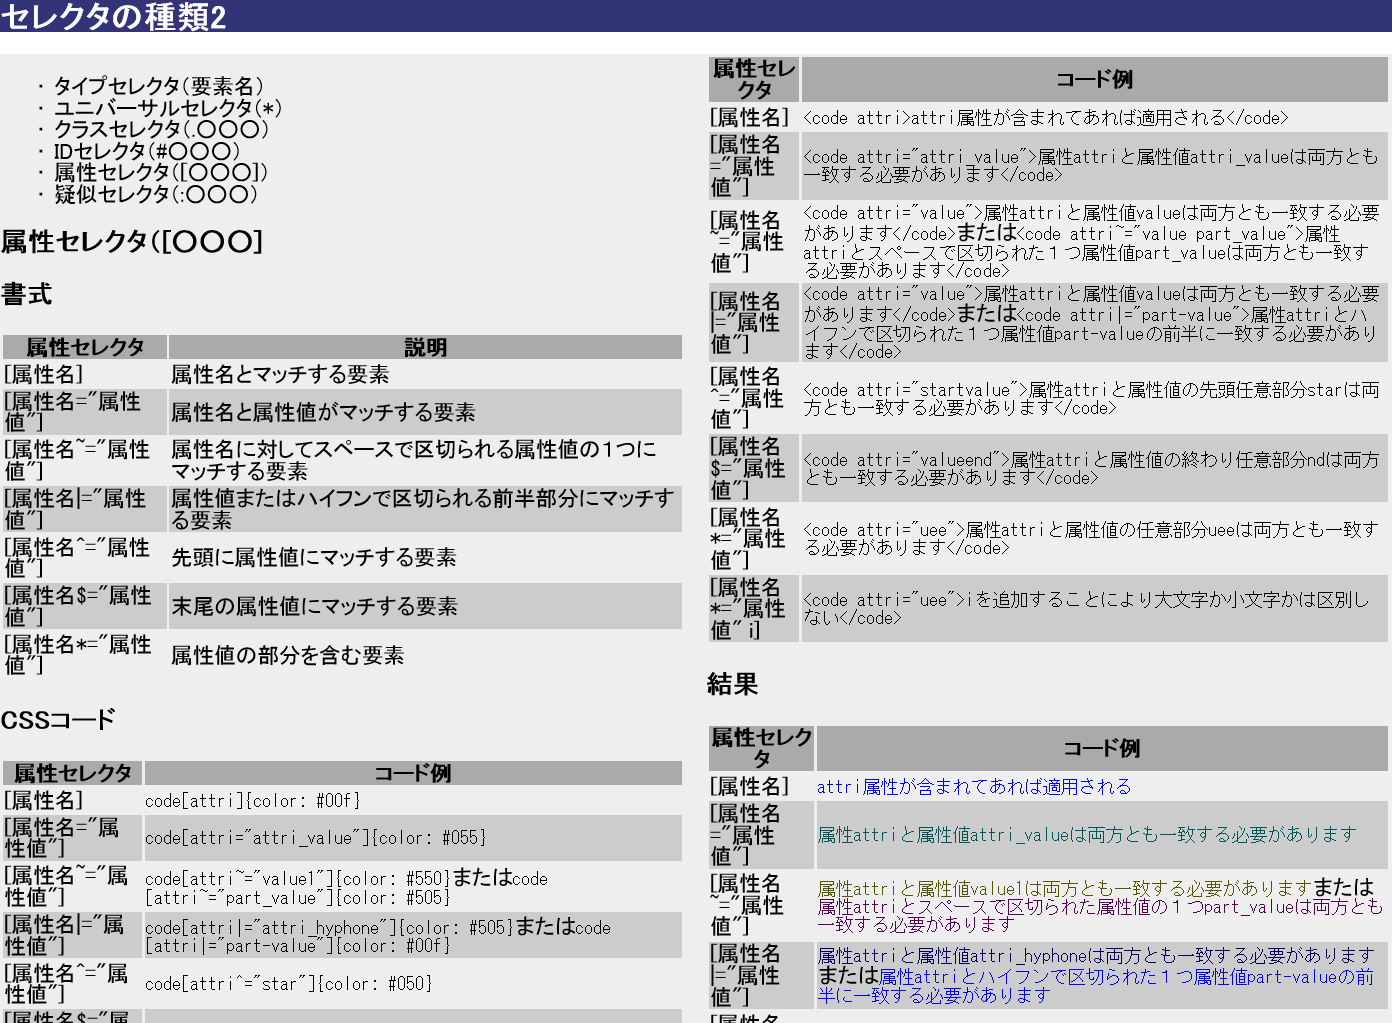 セレクタの種類2
・ タイプセレクタ(要素名)
・ ユニバーサルセレクタ(*)
・ クラスセレクタ(.〇〇〇)
・ IDセレクタ(#〇〇〇)
・ 属性セレクタ([〇〇〇])
・ 疑似セレクタ(:〇〇〇)
属性セレクタ([〇〇〇]
書式
属性セレクタ 説明
[属性名] 属性名とマッチする要素
[属性名="属性
値"]
属性名と属性値がマッチする要素
[属性名~="属性
値"]
属性名に対してスペースで区切られる属性値の1つに
マッチする要素
[属性名|="属性
値"]
属性値またはハイフンで区切られる前半部分にマッチす
る要素
[属性名^="属性
値"]
先頭に属性値にマッチする要素
[属性名$="属性
値"]
末尾の属性値にマッチする要素
[属性名*="属性
値"]
属性値の部分を含む要素
CSSコード
属性セレクタ コード例
[属性名] code[attri]{color: #00f}
[属性名="属
性値"]
code[attri="attri_value"]{color: #055}
[属性名~="属
性値"]
code[attri~="value1"]{color: #550}またはcode
[attri~="part_value"]{color: #505}
[属性名|="属
性値"]
code[attri|="attri_hyphone"]{color: #505}またはcode
[attri|="part-value"]{color: #00f}
[属性名^="属
性値"]
code[attri^="star"]{color: #050}
[属性名$="属
属性セレ
クタ
コード例
[属性名] <code attri>attri属性が含まれてあれば適用される</code>
[属性名
="属性
値"]
<code attri="attri_value">属性attriと属性値attri_valueは両方とも
一致する必要があります</code>
[属性名
~="属性
値"]
<code attri="value">属性attriと属性値valueは両方とも一致する必要
があります</code>または<code attri~="value part_value">属性
attriとスペースで区切られた１つ属性値part_valueは両方とも一致す
る必要があります</code>
[属性名
|="属性
値"]
<code attri="value">属性attriと属性値valueは両方とも一致する必要
があります</code>または<code attri|="part-value">属性attriとハ
イフンで区切られた１つ属性値part-valueの前半に一致する必要があり
ます</code>
[属性名
^="属性
値"]
<code attri="startvalue">属性attriと属性値の先頭任意部分starは両
方とも一致する必要があります</code>
[属性名
$="属性
値"]
<code attri="valueend">属性attriと属性値の終わり任意部分ndは両方
とも一致する必要があります</code>
[属性名
*="属性
値"]
<code attri="uee">属性attriと属性値の任意部分ueeは両方とも一致す
る必要があります</code>
[属性名
*="属性
値" i]
<code attri="uee">iを追加することにより大文字か小文字かは区別し
ない</code>
結果
属性セレク
タ
コード例
[属性名] attri属性が含まれてあれば適用される
[属性名
="属性
値"]
属性attriと属性値attri_valueは両方とも一致する必要があります
[属性名
~="属性
値"]
属性attriと属性値value1は両方とも一致する必要がありますまたは
属性attriとスペースで区切られた属性値の１つpart_valueは両方とも
一致する必要があります
[属性名
|="属性
値"]
属性attriと属性値attri_hyphoneは両方とも一致する必要があります
または属性attriとハイフンで区切られた１つ属性値part-valueの前
半に一致する必要があります
[属性名